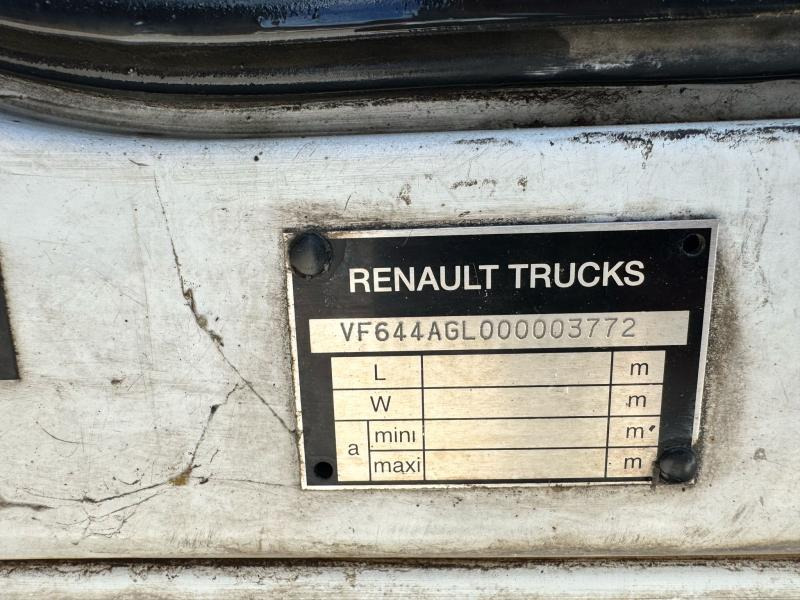 RENAULT TRUCKS
VF644AGL000003772
L m
W m
a mini m
maxi m